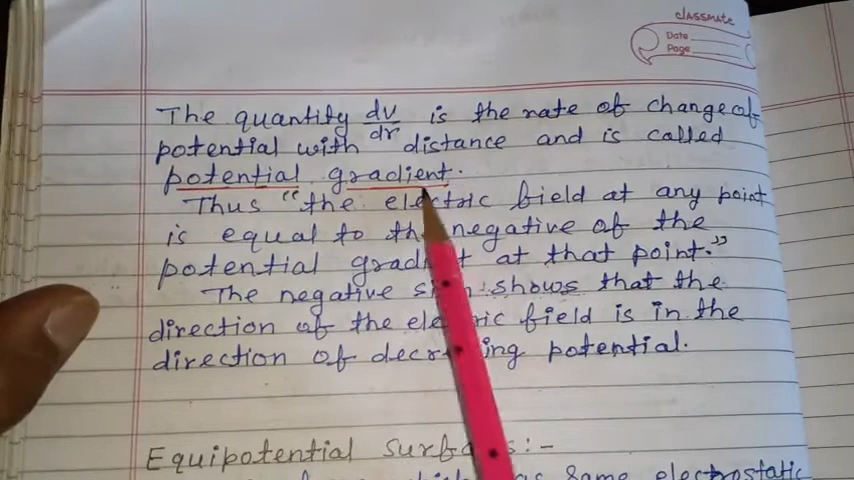 classmate
Date
Page
The quantity dv/dr is the rate of change of
potential with distance and is called
potential gradient.
Thus "the electric field at any point
is equal to the negative of the
potential gradient at that point."
The negative sign shows that the
direction of the electric field is in the
direction of decreasing potential.
Equipotential surfaces:-
same electrostatic